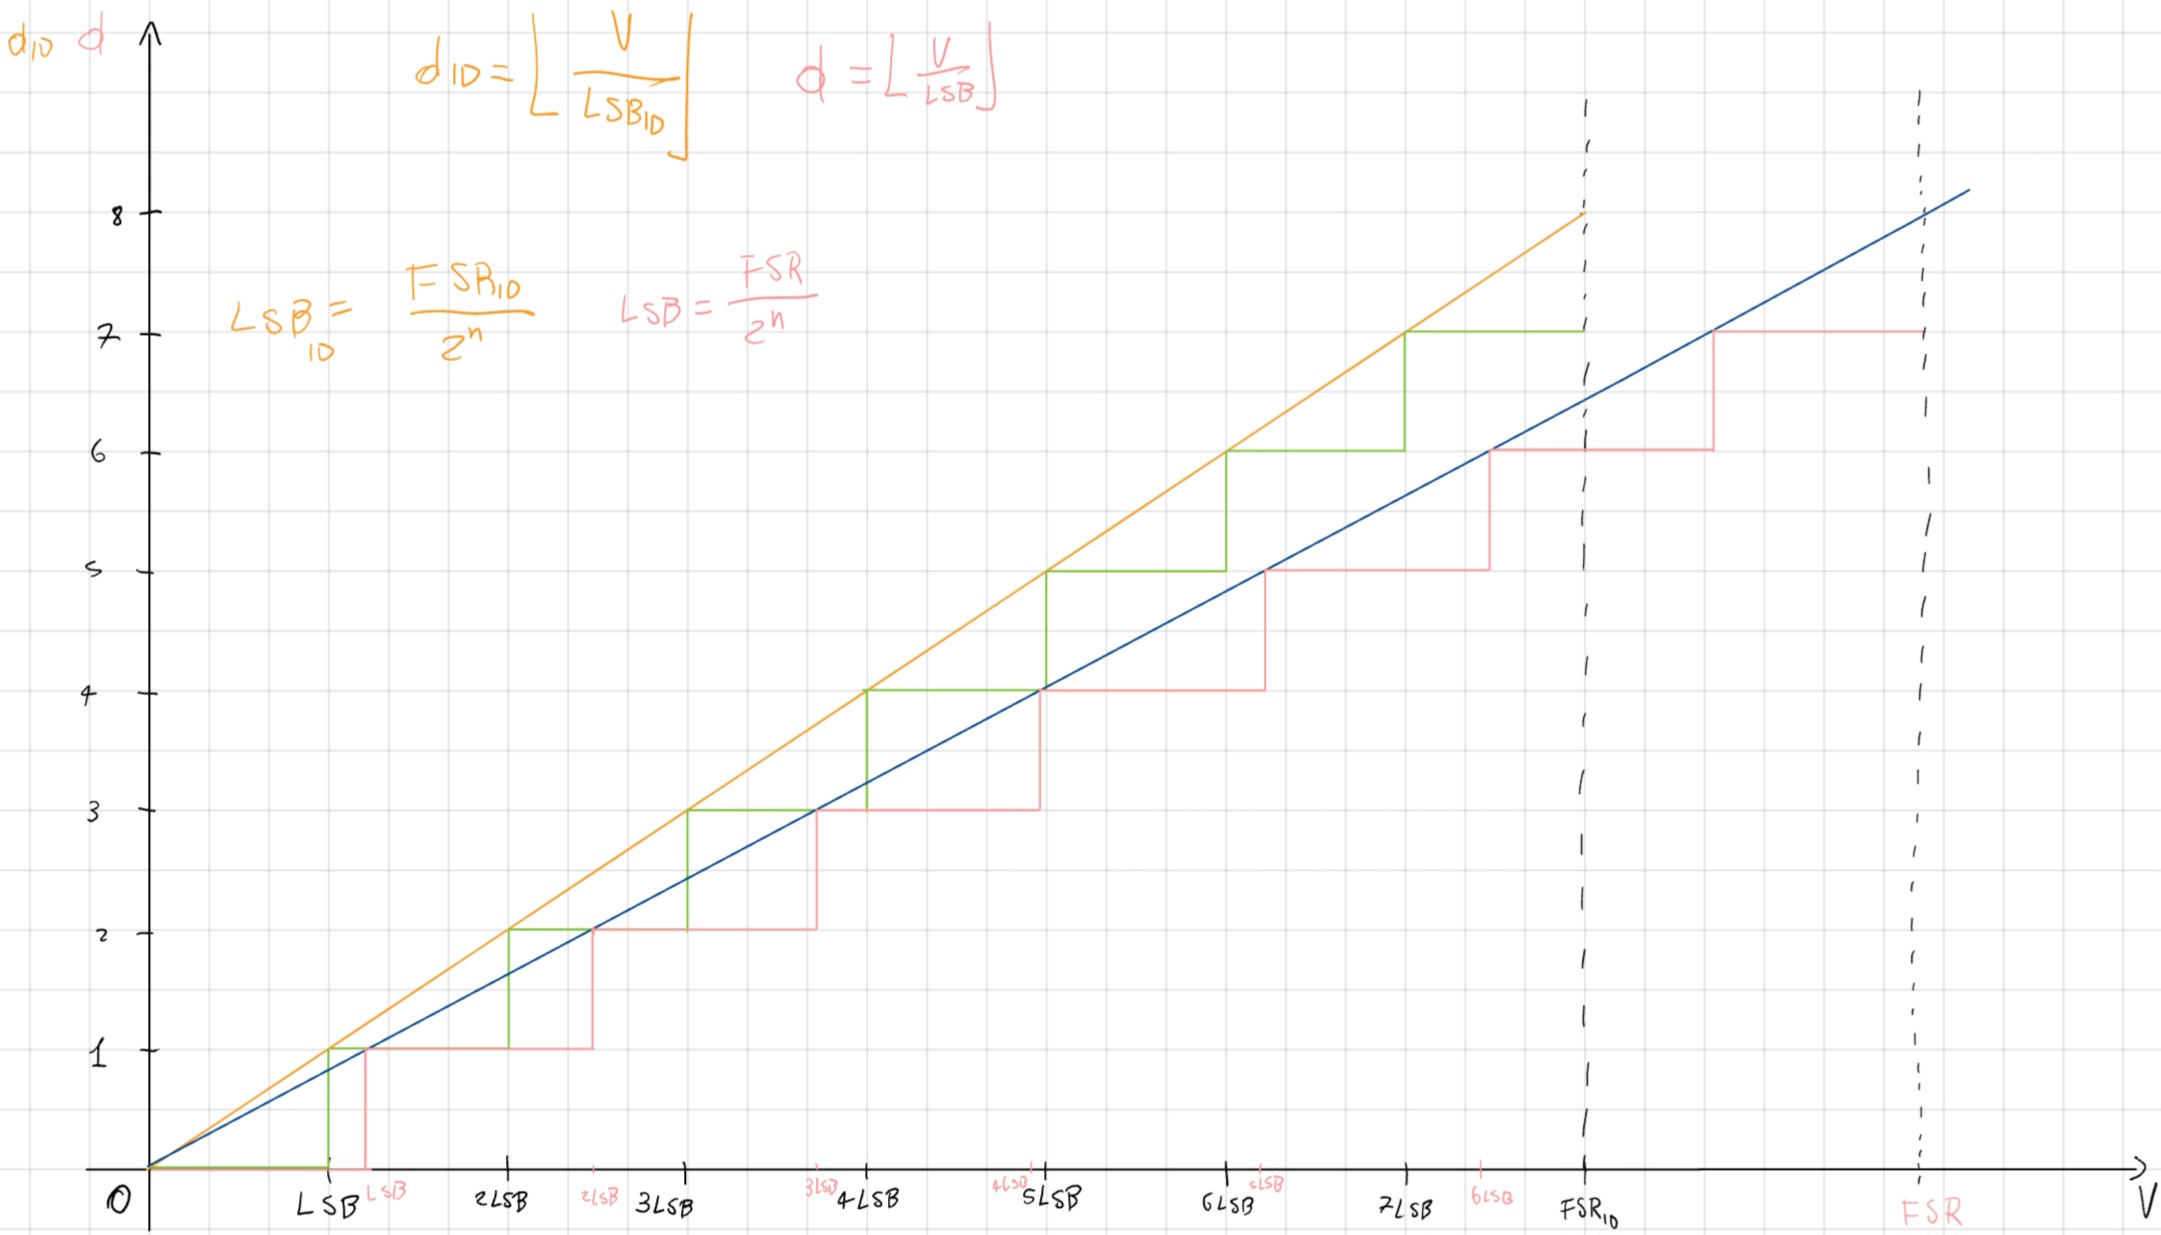 d₁₀ d
d₁₀ = ⌊ V / LSB₁₀ ⌋ d = ⌊ V / LSB ⌋
LSB₁₀ = FSR₁₀ / 2ⁿ LSB = FSR / 2ⁿ
8
7
6
5
4
3
2
1
0 LSB LSB 2LSB 2LSB 3LSB 3LSB 4LSB 4LSB 5LSB 6LSB 5LSB 7LSB 6LSB FSR₁₀ FSR V